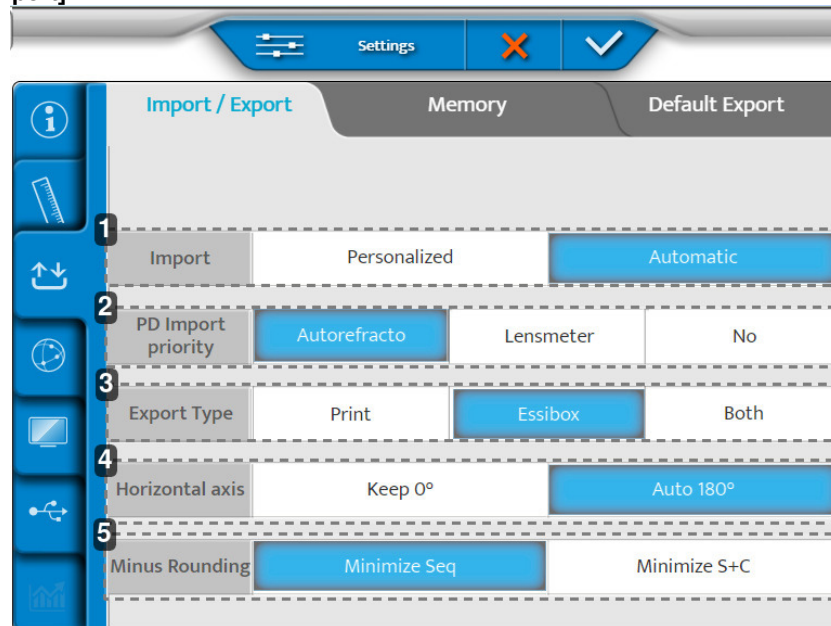 Settings
Import / Export Memory Default Export
1
Import Personalized Automatic
2
PD Import priority Autorefracto Lensmeter No
3
Export Type Print Essibox Both
4
Horizontal axis Keep 0° Auto 180°
5
Minus Rounding Minimize Seq Minimize S+C